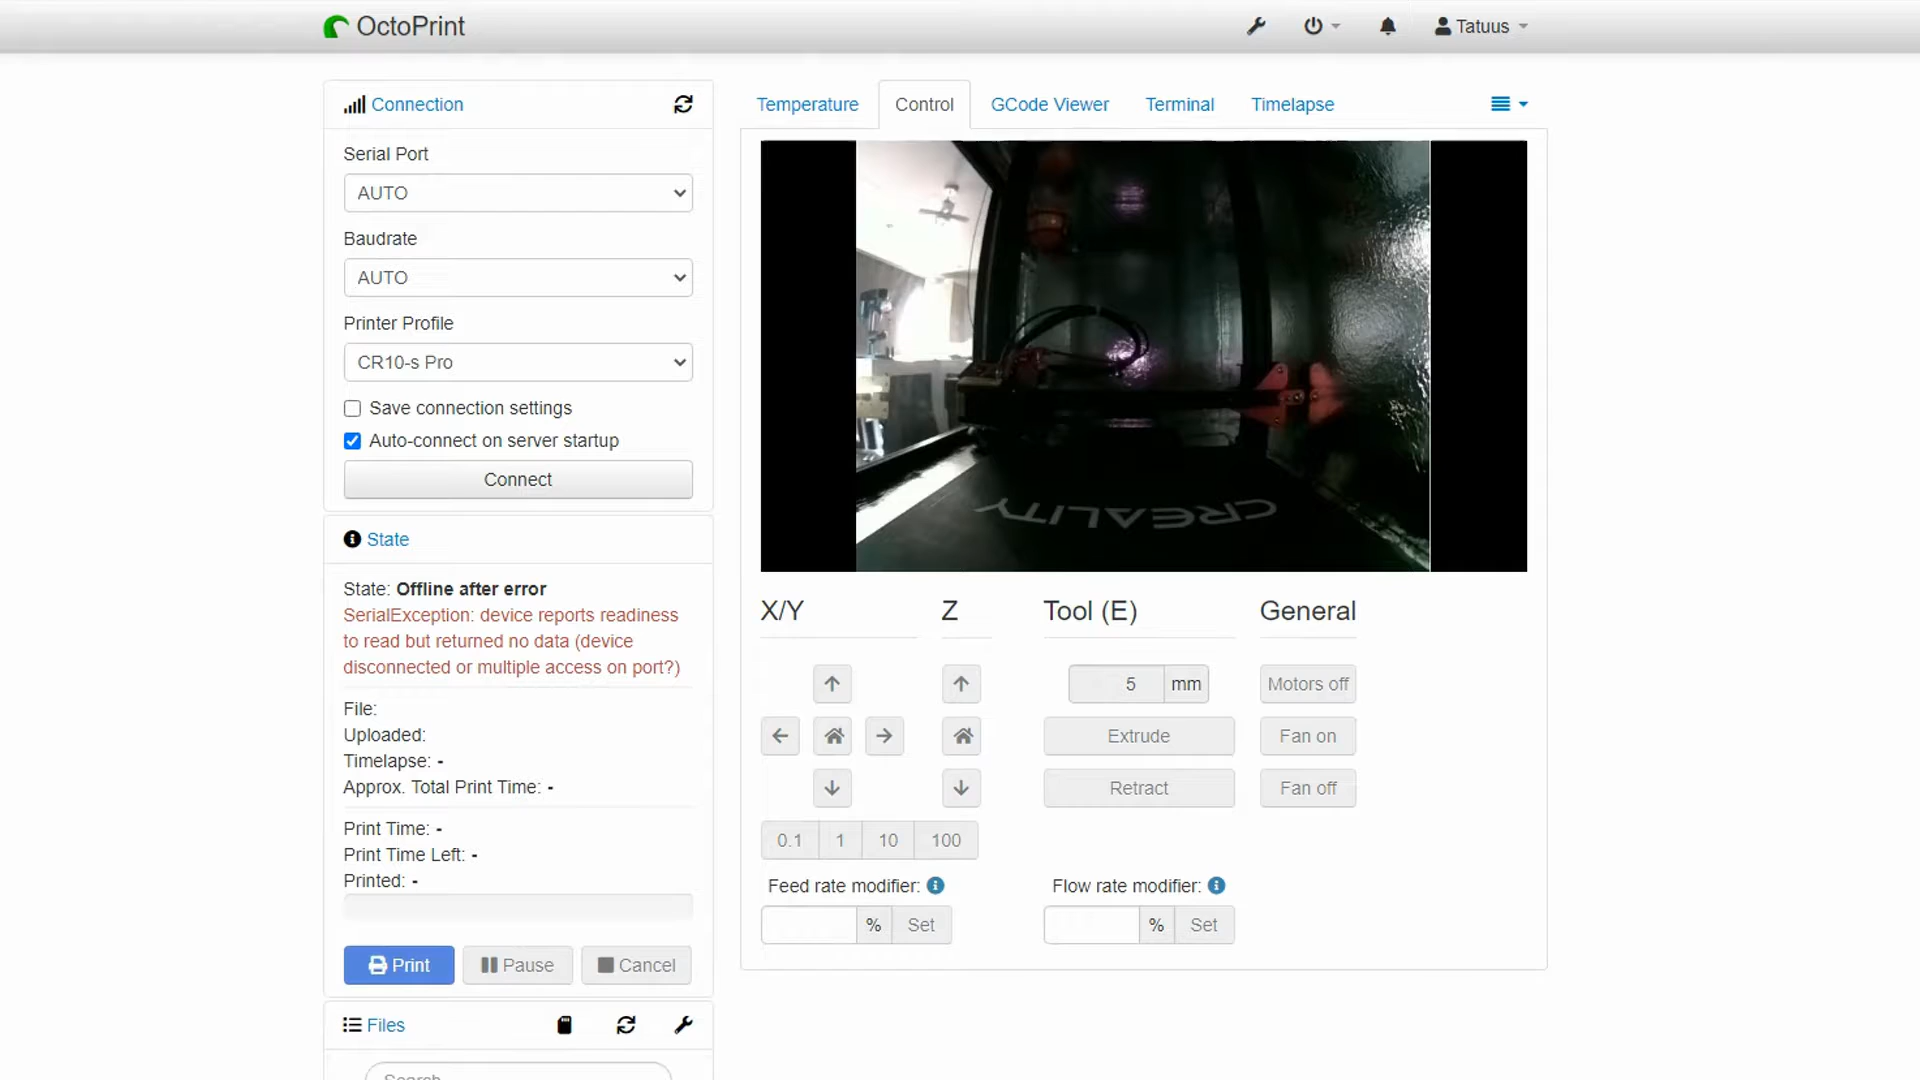 OctoPrint
Tatuus
Connection
Serial Port
AUTO
Baudrate
AUTO
Printer Profile
CR10-s Pro
Save connection settings
Auto-connect on server startup
Connect
State
State: Offline after error
SerialException: device reports readiness
to read but returned no data (device
disconnected or multiple access on port?)
File:
Uploaded:
Timelapse: -
Approx. Total Print Time: -
Print Time: -
Print Time Left: -
Printed: -
Print Pause Cancel
Files
Search
Temperature Control GCode Viewer Terminal Timelapse
CREALITY
X/Y Z Tool (E) General
5 mm Motors off
Extrude Fan on
Retract Fan off
0.1 1 10 100
Feed rate modifier: Flow rate modifier:
% Set % Set